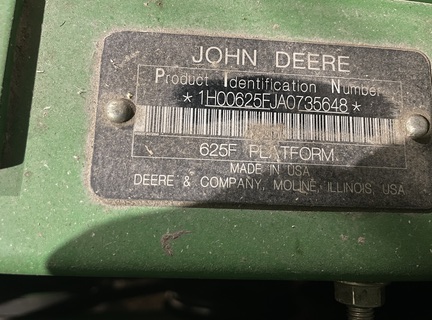 JOHN DEERE
Product Identification Number
*1H00625FJA0735648*
625F PLATFORM
MADE IN USA
DEERE & COMPANY, MOLINE, ILLINOIS, USA